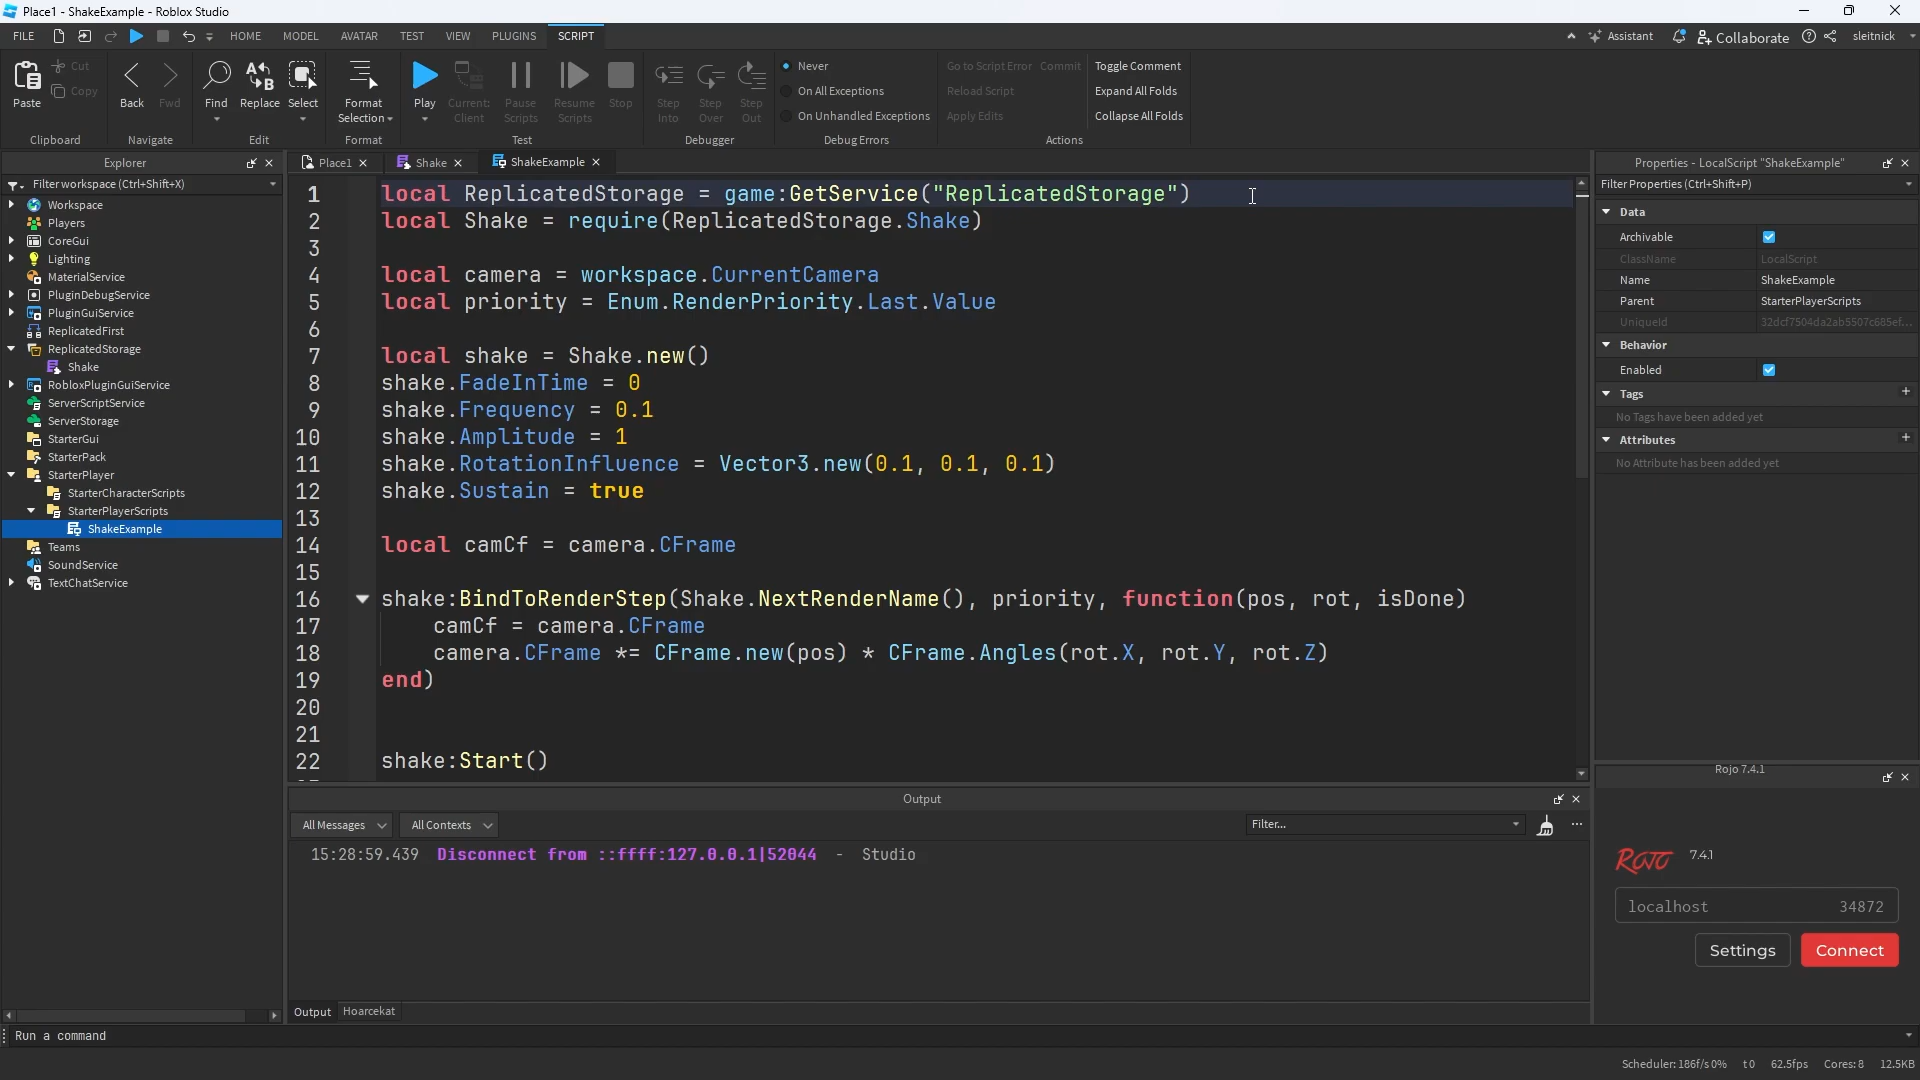 Place1 - ShakeExample - Roblox Studio
FILE HOME MODEL AVATAR TEST VIEW PLUGINS SCRIPT Assistant Collaborate sleitnick
Paste Cut Copy Clipboard
Back Fwd Navigate
Find Replace Select Edit
Format Selection Format
Play Current: Client Pause Scripts Resume Scripts Stop Test
Step Into Step Over Step Out Debugger
Never
On All Exceptions
On Unhandled Exceptions
Debug Errors
Go to Script Error Commit
Reload Script
Apply Edits
Toggle Comment
Expand All Folds
Collapse All Folds
Actions
Explorer
Filter workspace (Ctrl+Shift+X)
Workspace
Players
CoreGui
Lighting
MaterialService
PluginDebugService
PluginGuiService
ReplicatedFirst
ReplicatedStorage
Shake
RobloxPluginGuiService
ServerScriptService
ServerStorage
StarterGui
StarterPack
StarterPlayer
StarterCharacterScripts
StarterPlayerScripts
ShakeExample
Teams
SoundService
TextChatService
Place1 Shake ShakeExample
1 local ReplicatedStorage = game:GetService("ReplicatedStorage")
2 local Shake = require(ReplicatedStorage.Shake)
3
4 local camera = workspace.CurrentCamera
5 local priority = Enum.RenderPriority.Last.Value
6
7 local shake = Shake.new()
8 shake.FadeInTime = 0
9 shake.Frequency = 0.1
10 shake.Amplitude = 1
11 shake.RotationInfluence = Vector3.new(0.1, 0.1, 0.1)
12 shake.Sustain = true
13
14 local camCf = camera.CFrame
15
16 shake:BindToRenderStep(Shake.NextRenderName(), priority, function(pos, rot, isDone)
17 camCf = camera.CFrame
18 camera.CFrame *= CFrame.new(pos) * CFrame.Angles(rot.X, rot.Y, rot.Z)
19 end)
20
21
22 shake:Start()
Output
All Messages All Contexts Filter...
15:28:59.439 Disconnect from ::ffff:127.0.0.1|52044 - Studio
Output Hoarcekat
Properties - LocalScript "ShakeExample"
Filter Properties (Ctrl+Shift+P)
Data
Archivable
ClassName LocalScript
Name ShakeExample
Parent StarterPlayerScripts
UniqueId 32dcf7504da2ab5507c685ef...
Behavior
Enabled
Tags +
No Tags have been added yet
Attributes +
No Attribute has been added yet
Rojo 7.4.1
ROJO 7.4.1
localhost 34872
Settings Connect
Run a command
Scheduler: 186f/s 0% t0 62.5fps Cores: 8 12.5KB